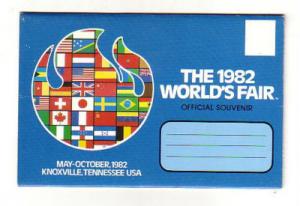 THE 1982
WORLD'S FAIR
OFFICIAL SOUVENIR
MAY-OCTOBER, 1982
KNOXVILLE, TENNESSEE USA